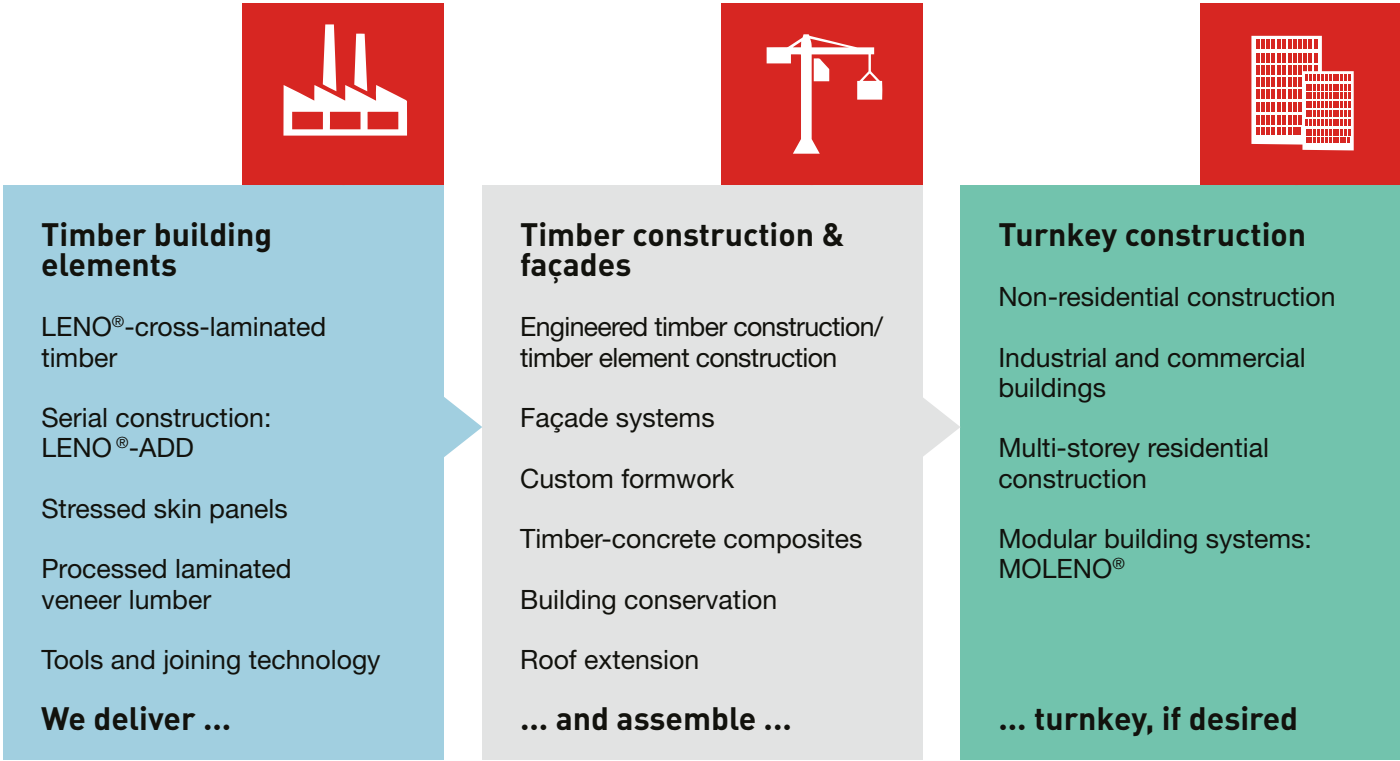 Timber building
elements
LENO®-cross-laminated
timber
Serial construction:
LENO®-ADD
Stressed skin panels
Processed laminated
veneer lumber
Tools and joining technology
We deliver ...
Timber construction &
façades
Engineered timber construction/
timber element construction
Façade systems
Custom formwork
Timber-concrete composites
Building conservation
Roof extension
... and assemble ...
Turnkey construction
Non-residential construction
Industrial and commercial
buildings
Multi-storey residential
construction
Modular building systems:
MOLENO®
... turnkey, if desired